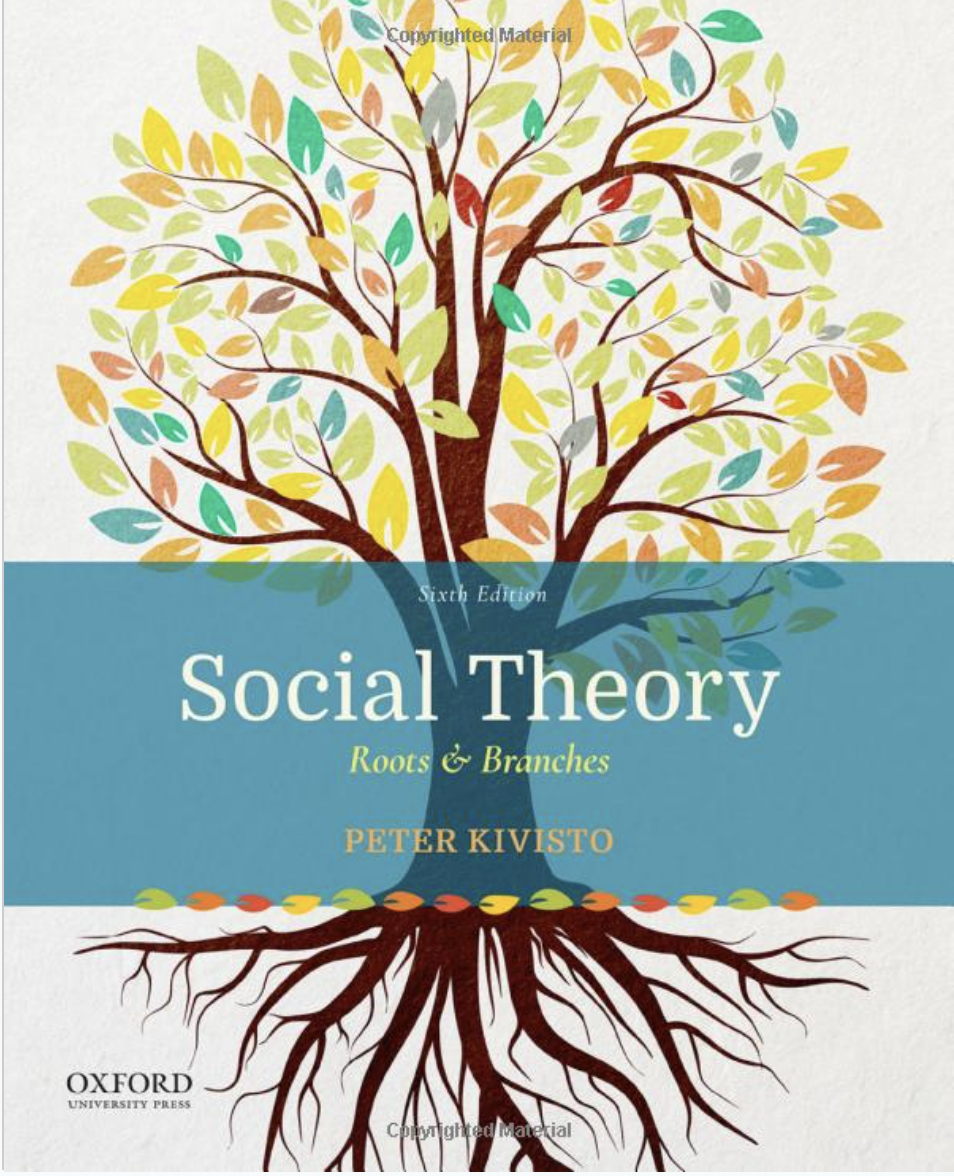 Copyrighted Material
Sixth Edition
Social Theory
Roots & Branches
PETER KIVISTO
OXFORD
UNIVERSITY PRESS
Copyrighted Material